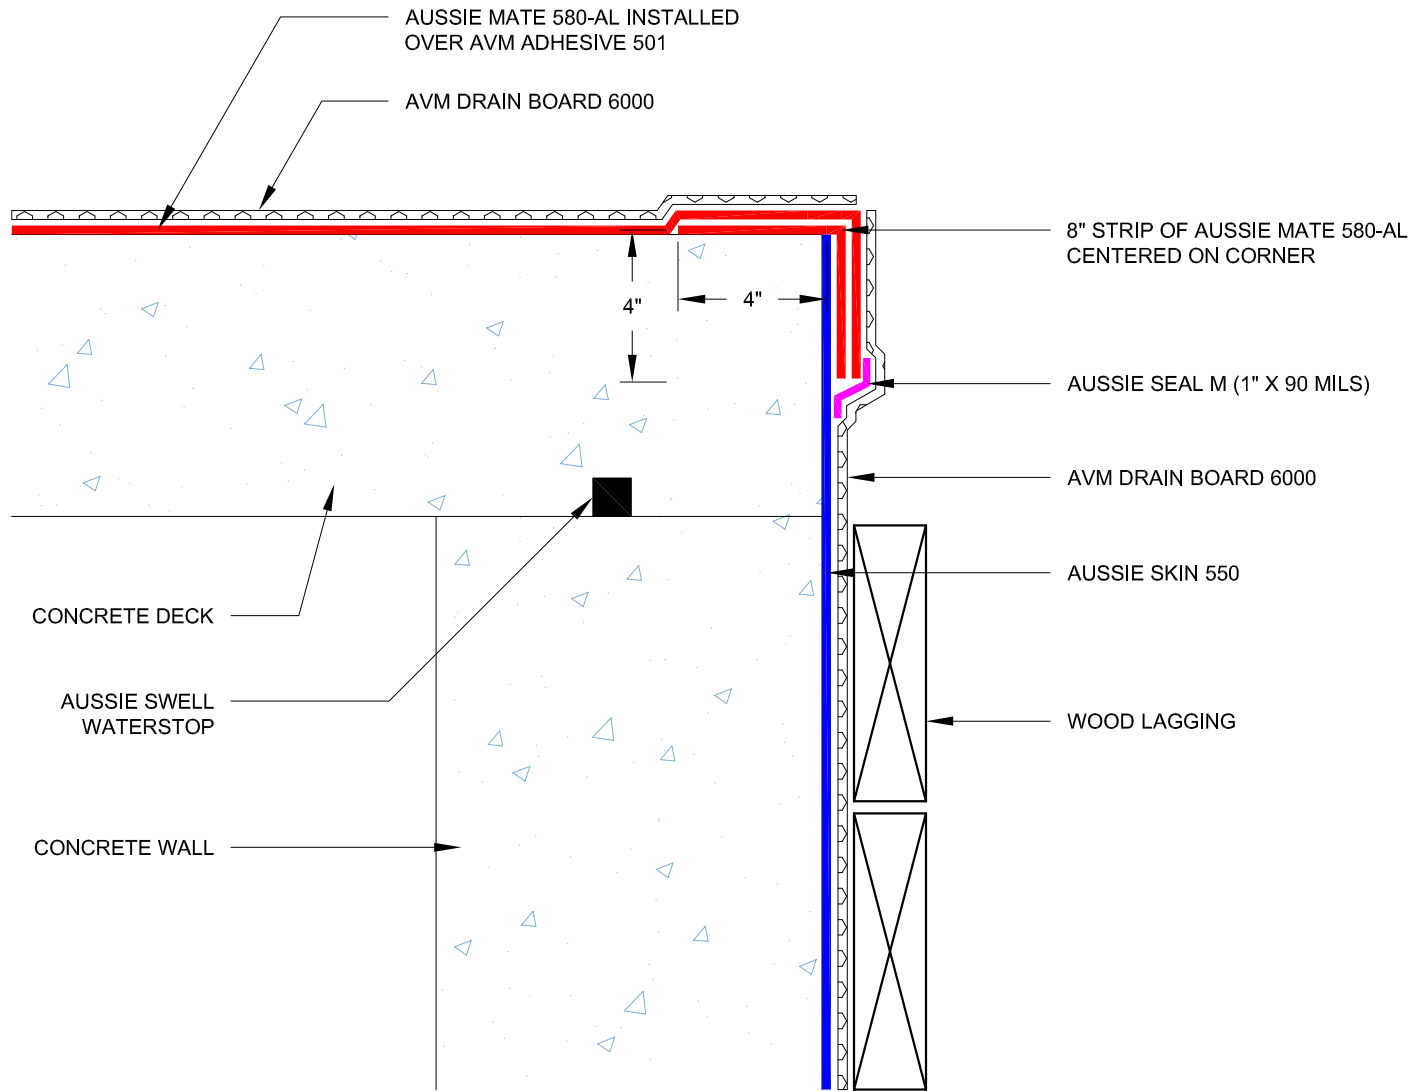 AUSSIE MATE 580-AL INSTALLED
OVER AVM ADHESIVE 501
AVM DRAIN BOARD 6000
8" STRIP OF AUSSIE MATE 580-AL
CENTERED ON CORNER
4"
4"
AUSSIE SEAL M (1" X 90 MILS)
AVM DRAIN BOARD 6000
AUSSIE SKIN 550
CONCRETE DECK
AUSSIE SWELL
WATERSTOP
WOOD LAGGING
CONCRETE WALL